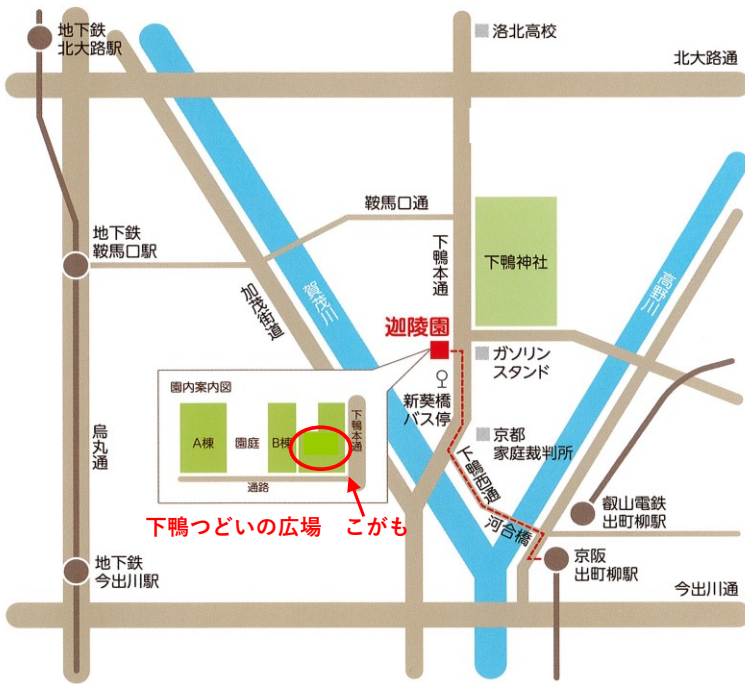 地下鉄
北大路駅
洛北高校
北大路通
鞍馬口通
地下鉄
鞍馬口駅
下鴨本通
下鴨神社
加茂街道
賀茂川
高野川
迦陵園
ガソリン
スタンド
園内案内図
新葵橋
バス停
A棟
園庭
B棟
下鴨本通
通路
京都
家庭裁判所
烏丸通
下鴨西通
下鴨つどいの広場　こがも
河合橋
叡山電鉄
出町柳駅
地下鉄
今出川駅
京阪
出町柳駅
今出川通